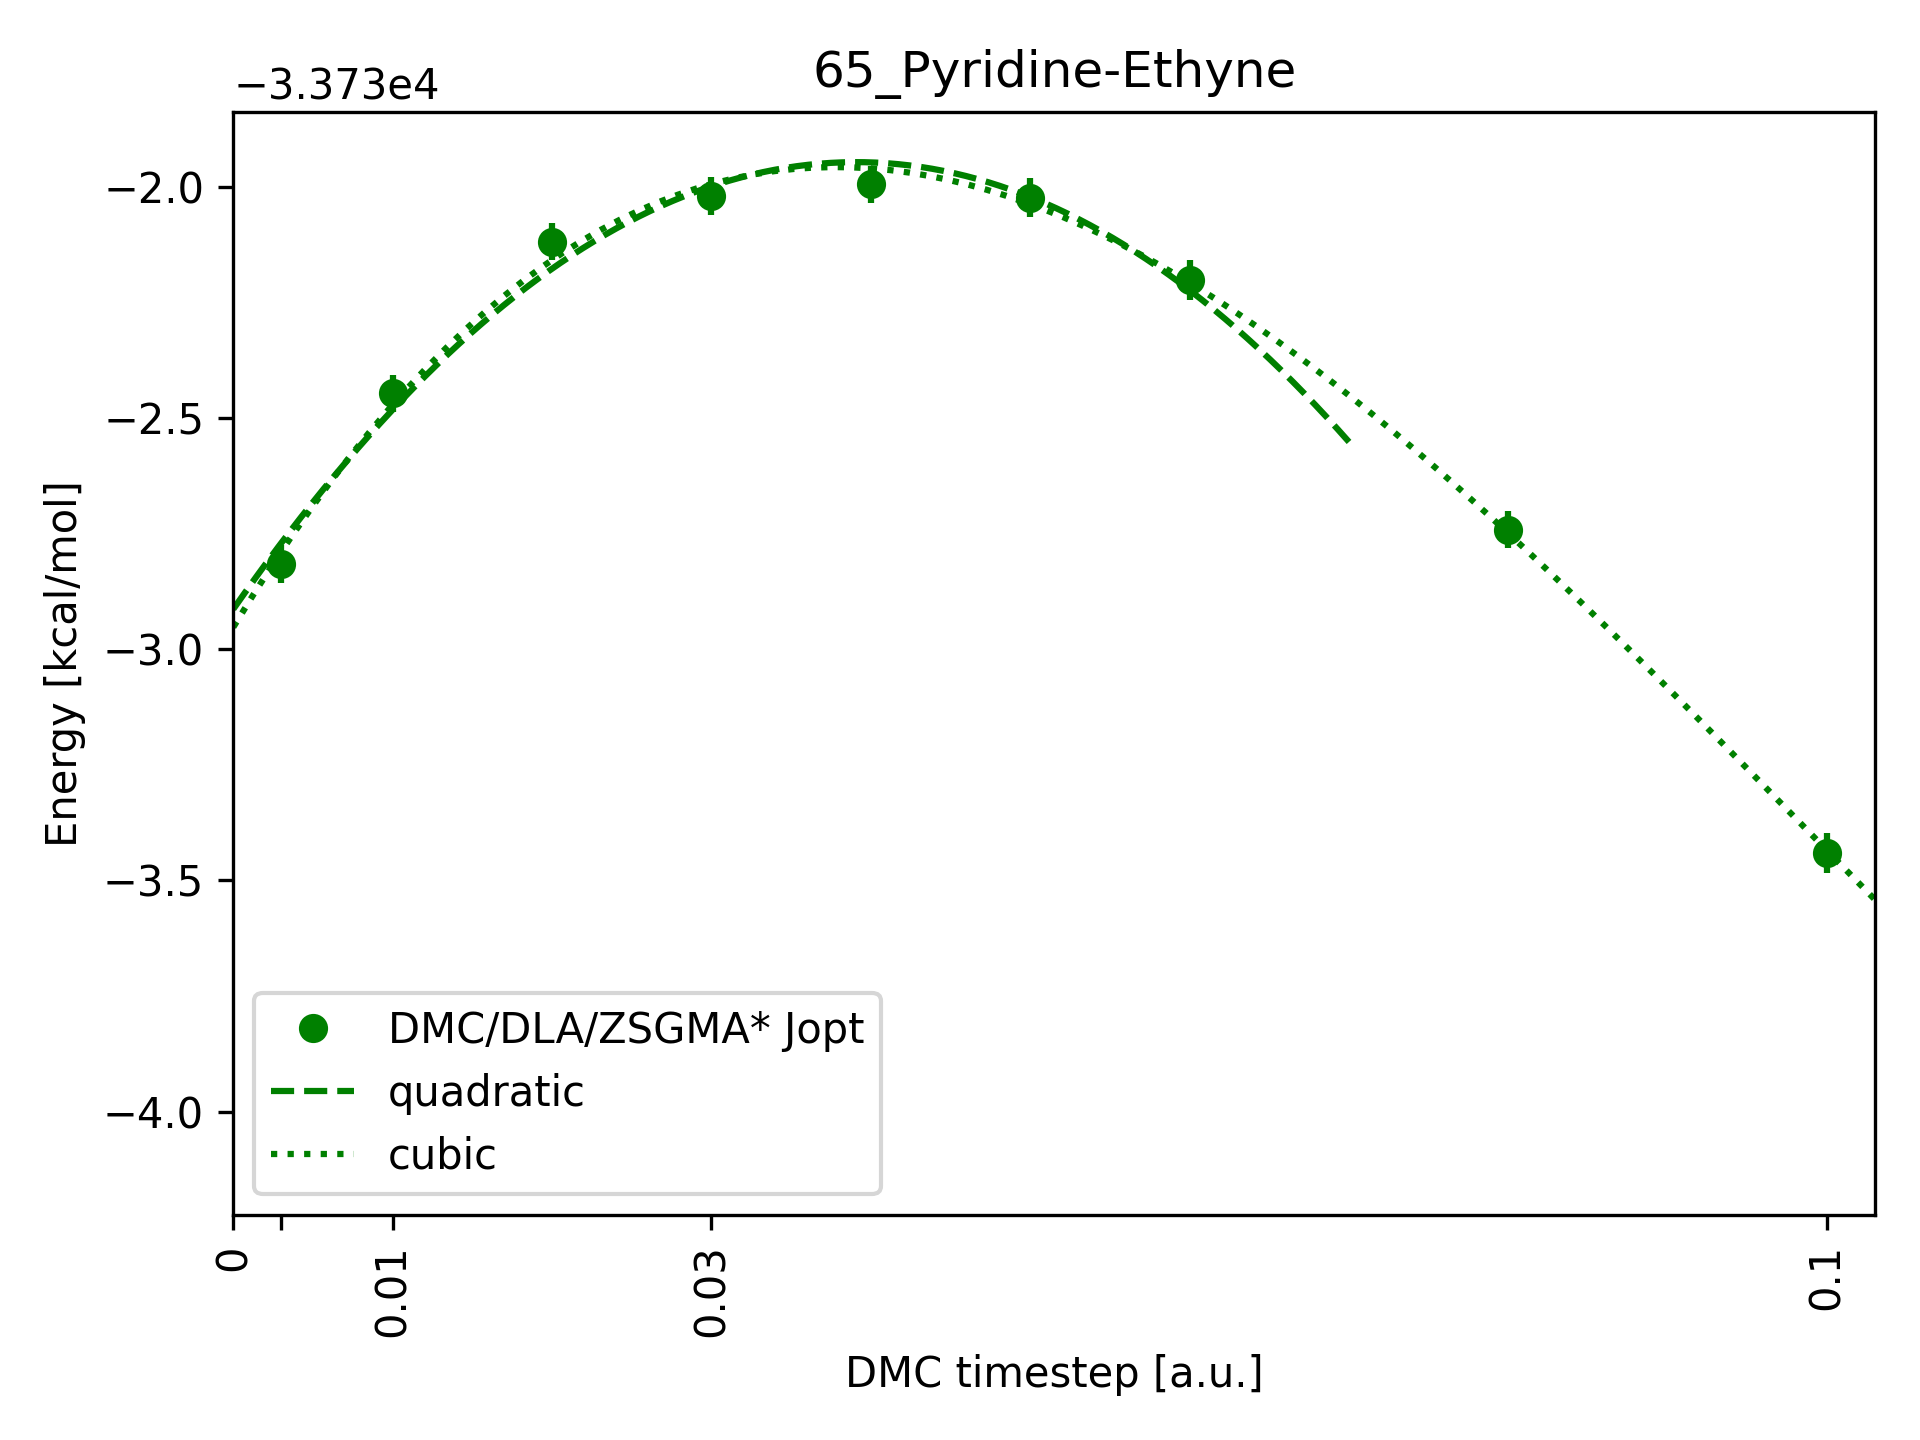 65_Pyridine-Ethyne
−3.373e4
−2.0
−2.5
−3.0
−3.5
−4.0
Energy [kcal/mol]
DMC/DLA/ZSGMA* Jopt
quadratic
cubic
0
0.01
0.03
0.1
DMC timestep [a.u.]